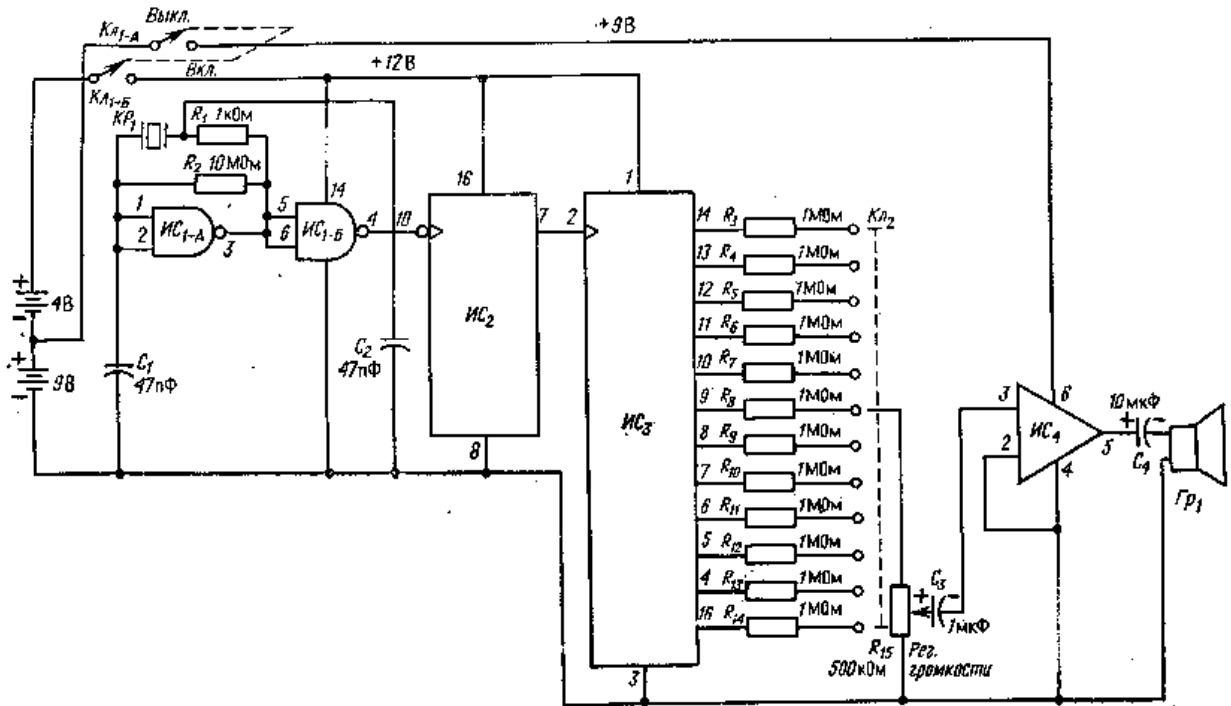 Кл1-А
Выкл.
+9В
Вкл.
+12В
Кл1-Б
КР1
R1 1кОм
R2 10МОм
1
2
ИС1-А
3
5
6
14
ИС1-Б
4
10
16
7
ИС2
8
2
1
ИС3
3
14 R3 1МОм
Кл2
13 R4 1МОм
12 R5 1МОм
11 R6 1МОм
10 R7 1МОм
9 R8 1МОм
8 R9 1МОм
7 R10 1МОм
6 R11 1МОм
5 R12 1МОм
4 R13 1МОм
16 R14 1МОм
+
4В
-
+
9В
-
C1
47пФ
C2
47пФ
R15
500кОм
Рег.
громкости
+ C3 -
1мкФ
3
2
6
ИС4
5
4
10мкФ
+ -
C4
Гр1